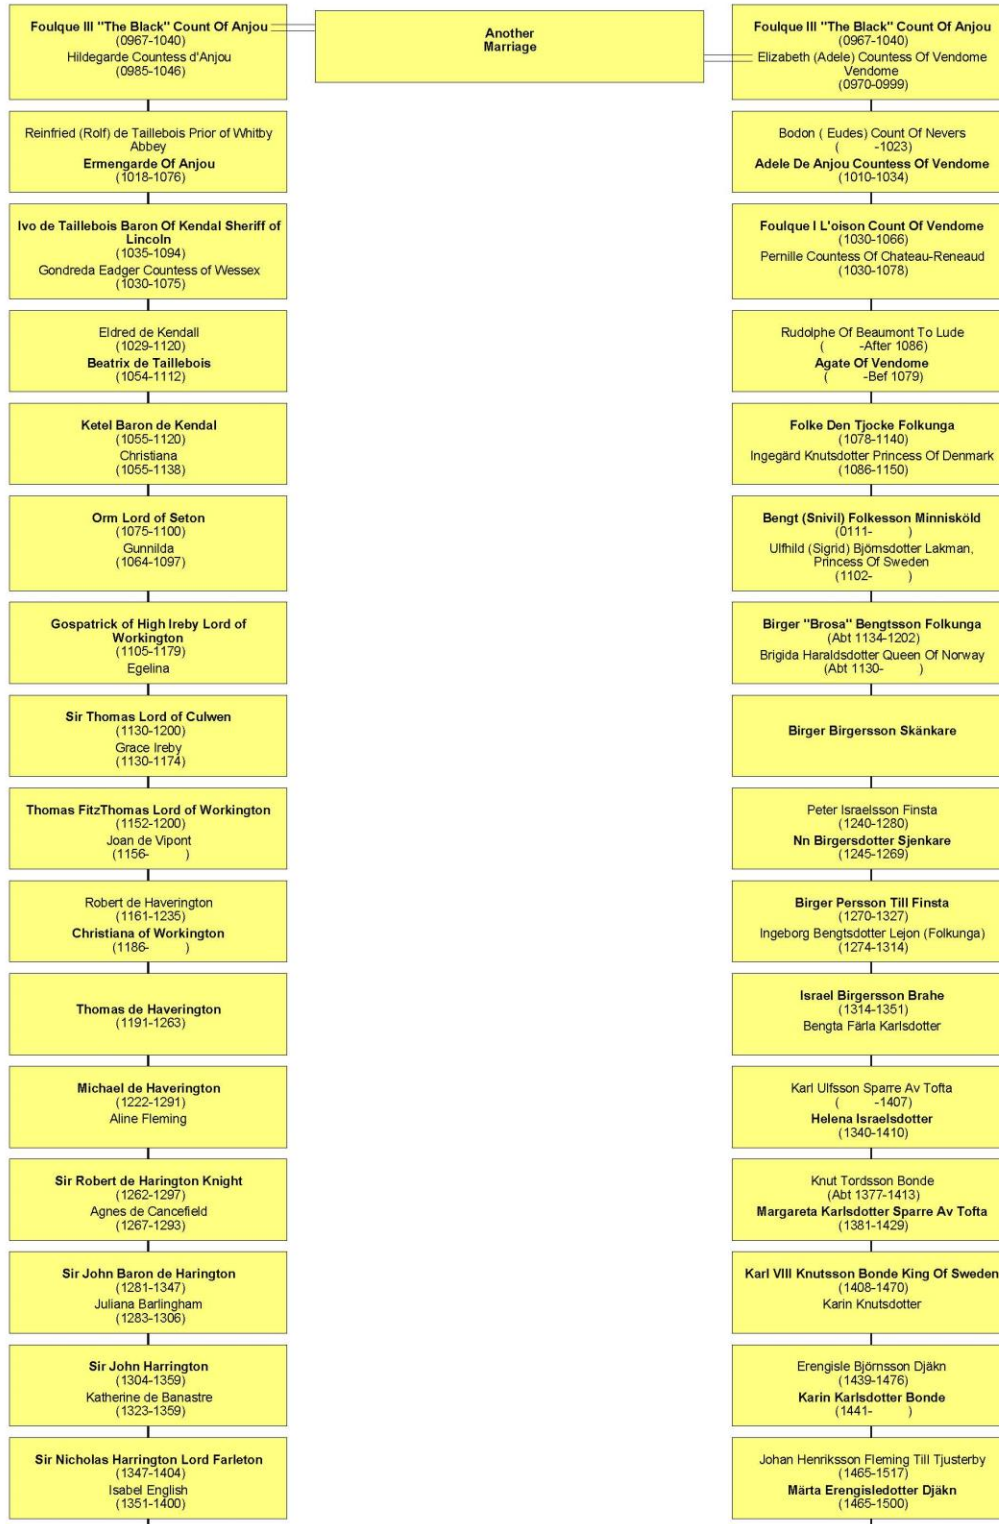 Foulque III "The Black" Count Of Anjou
(0967-1040)
Hildegarde Countess d'Anjou
(0985-1046)
Another
Marriage
Foulque III "The Black" Count Of Anjou
(0967-1040)
Elizabeth (Adele) Countess Of Vendome
Vendome
(0970-0999)
Reinfried (Rolf) de Taillebois Prior of Whitby
Abbey
Ermengarde Of Anjou
(1018-1076)
Bodon ( Eudes) Count Of Nevers
( -1023)
Adele De Anjou Countess Of Vendome
(1010-1034)
Ivo de Taillebois Baron Of Kendal Sheriff of
Lincoln
(1035-1094)
Gondreda Eadger Countess of Wessex
(1030-1075)
Foulque I L'oison Count Of Vendome
(1030-1066)
Pernille Countess Of Chateau-Reneaud
(1030-1078)
Eldred de Kendall
(1029-1120)
Beatrix de Taillebois
(1054-1112)
Rudolphe Of Beaumont To Lude
( -After 1086)
Agate Of Vendome
( -Bef 1079)
Ketel Baron de Kendal
(1055-1120)
Christiana
(1055-1138)
Folke Den Tjocke Folkunga
(1078-1140)
Ingegärd Knutsdotter Princess Of Denmark
(1086-1150)
Orm Lord of Seton
(1075-1100)
Gunnilda
(1064-1097)
Bengt (Snivil) Folkesson Minnisköld
(0111- )
Ulfhild (Sigrid) Björnsdotter Lakman,
Princess Of Sweden
(1102- )
Gospatrick of High Ireby Lord of
Workington
(1105-1179)
Egelina
Birger "Brosa" Bengtsson Folkunga
(Abt 1134-1202)
Brigida Haraldsdotter Queen Of Norway
(Abt 1130- )
Sir Thomas Lord of Culwen
(1130-1200)
Grace Ireby
(1130-1174)
Birger Birgersson Skänkare
Thomas FitzThomas Lord of Workington
(1152-1200)
Joan de Vipont
(1156- )
Peter Israelsson Finsta
(1240-1280)
Nn Birgersdotter Sjenkare
(1245-1269)
Robert de Haverington
(1161-1235)
Christiana of Workington
(1186- )
Birger Persson Till Finsta
(1270-1327)
Ingeborg Bengtsdotter Lejon (Folkunga)
(1274-1314)
Thomas de Haverington
(1191-1263)
Israel Birgersson Brahe
(1314-1351)
Bengta Färla Karlsdotter
Michael de Haverington
(1222-1291)
Aline Fleming
Karl Ulfsson Sparre Av Tofta
( -1407)
Helena Israelsdotter
(1340-1410)
Sir Robert de Harington Knight
(1262-1297)
Agnes de Cancefield
(1267-1293)
Knut Tordsson Bonde
(Abt 1377-1413)
Margareta Karlsdotter Sparre Av Tofta
(1381-1429)
Sir John Baron de Harington
(1281-1347)
Juliana Barlingham
(1283-1306)
Karl VIII Knutsson Bonde King Of Sweden
(1408-1470)
Karin Knutsdotter
Sir John Harrington
(1304-1359)
Katherine de Banastre
(1323-1359)
Erengisle Björnsson Djäkn
(1439-1476)
Karin Karlsdotter Bonde
(1441- )
Sir Nicholas Harrington Lord Farleton
(1347-1404)
Isabel English
(1351-1400)
Johan Henriksson Fleming Till Tjusterby
(1465-1517)
Märta Erengisledotter Djäkn
(1465-1500)